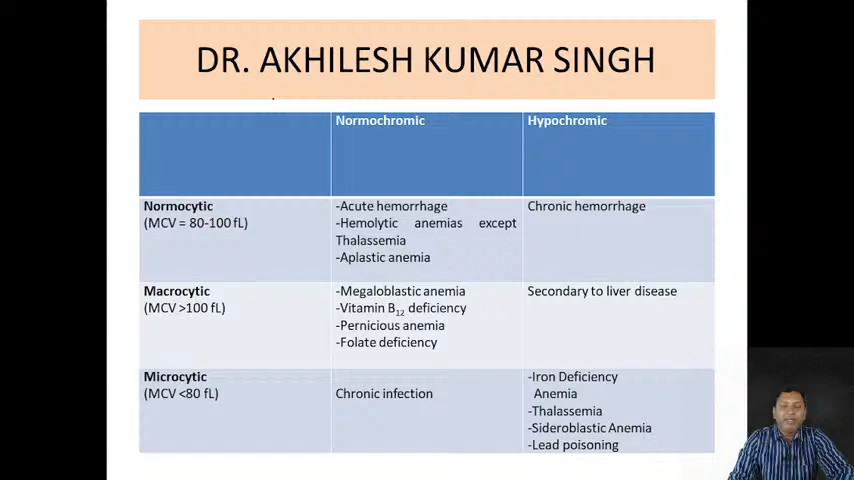 DR. AKHILESH KUMAR SINGH
Normochromic Hypochromic
Normocytic
(MCV = 80-100 fL)
-Acute hemorrhage
-Hemolytic anemias except
Thalassemia
-Aplastic anemia
Chronic hemorrhage
Macrocytic
(MCV >100 fL)
-Megaloblastic anemia
-Vitamin B12 deficiency
-Pernicious anemia
-Folate deficiency
Secondary to liver disease
Microcytic
(MCV <80 fL)
Chronic infection
-Iron Deficiency
Anemia
-Thalassemia
-Sideroblastic Anemia
-Lead poisoning